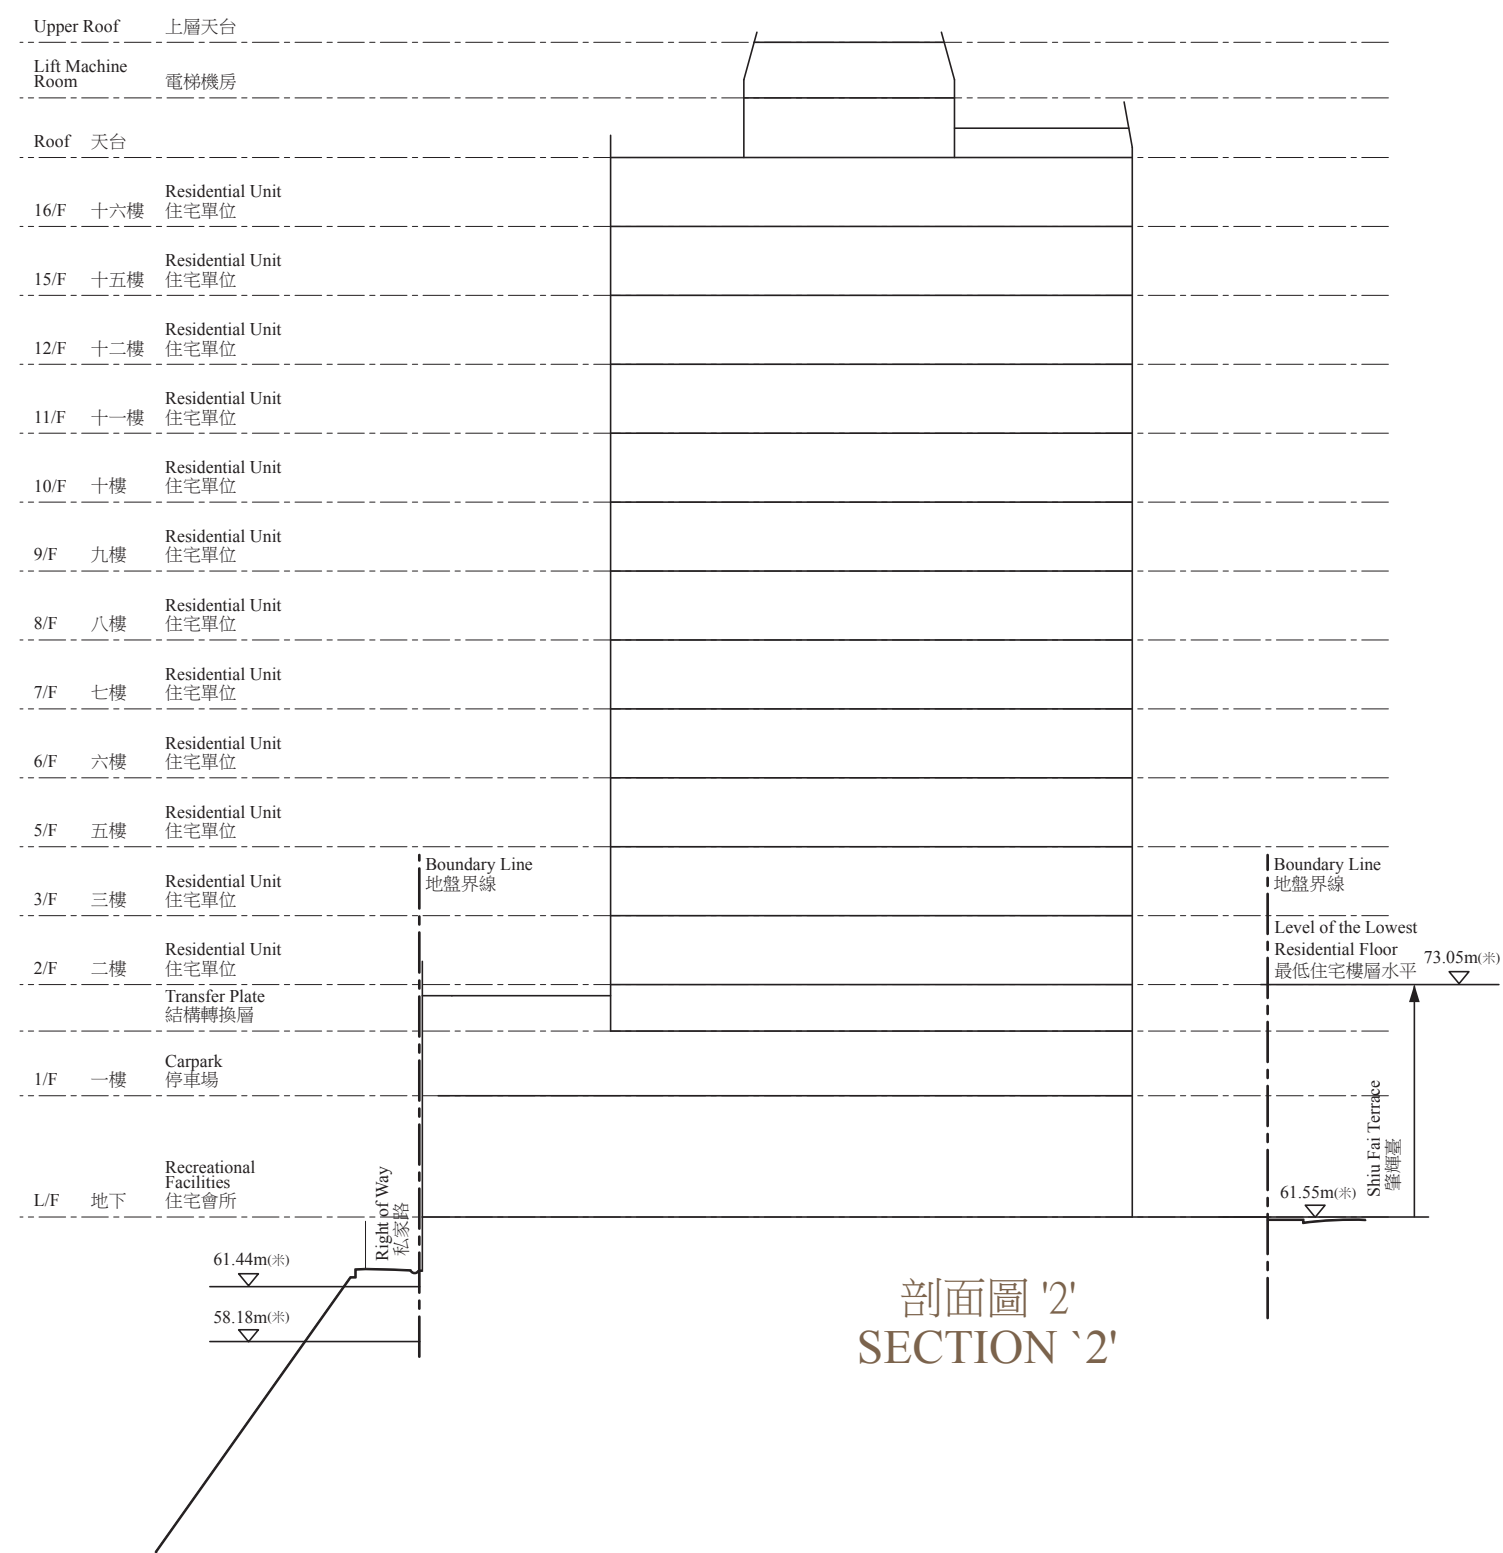 Upper Roof 上層天台
Lift Machine
Room 電梯機房
Roof 天台
Residential Unit
16/F 十六樓 住宅單位
Residential Unit
15/F 十五樓 住宅單位
Residential Unit
12/F 十二樓 住宅單位
Residential Unit
11/F 十一樓 住宅單位
Residential Unit
10/F 十樓 住宅單位
Residential Unit
9/F 九樓 住宅單位
Residential Unit
8/F 八樓 住宅單位
Residential Unit
7/F 七樓 住宅單位
Residential Unit
6/F 六樓 住宅單位
Residential Unit
5/F 五樓 住宅單位
Boundary Line
地盤界線
Boundary Line
地盤界線
Residential Unit
3/F 三樓 住宅單位
Level of the Lowest
Residential Floor
最低住宅樓層水平
73.05m(米)
Residential Unit
2/F 二樓 住宅單位
Transfer Plate
結構轉換層
Carpark
1/F 一樓 停車場
Recreational
Facilities
L/F 地下 住宅會所
Right of Way
私家路
Shiu Fai Terrace
肇輝臺
61.55m(米)
61.44m(米)
58.18m(米)
剖面圖 '2'
SECTION `2'